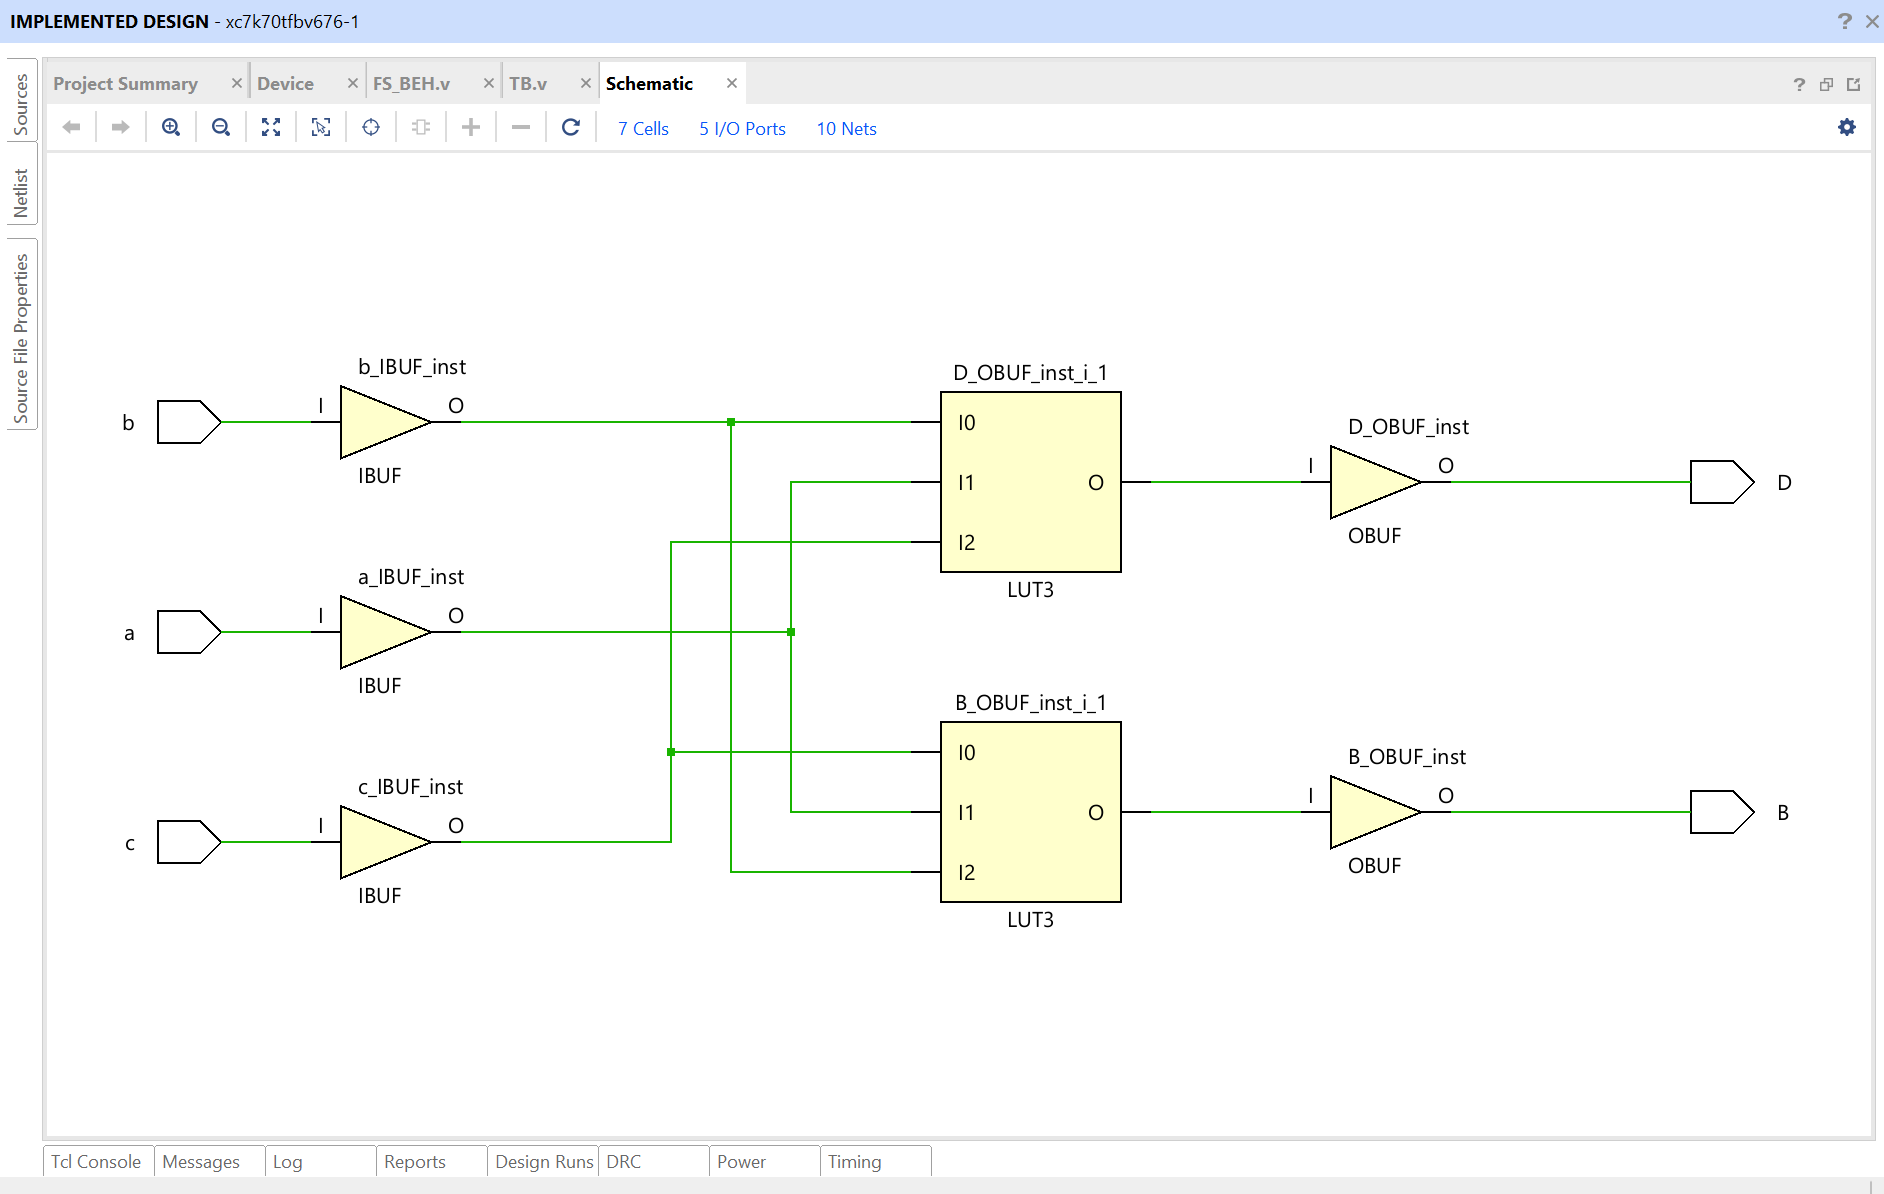 IMPLEMENTED DESIGN - xc7k70tfbv676-1
?
Sources
Netlist
Source File Properties
Project Summary
Device
FS_BEH.v
TB.v
Schematic
?
7 Cells
5 I/O Ports
10 Nets
b
I
b_IBUF_inst
O
IBUF
a
I
a_IBUF_inst
O
IBUF
c
I
c_IBUF_inst
O
IBUF
D_OBUF_inst_i_1
I0
I1
O
I2
LUT3
B_OBUF_inst_i_1
I0
I1
O
I2
LUT3
D_OBUF_inst
I
O
OBUF
D
B_OBUF_inst
I
O
OBUF
B
Tcl Console
Messages
Log
Reports
Design Runs
DRC
Power
Timing